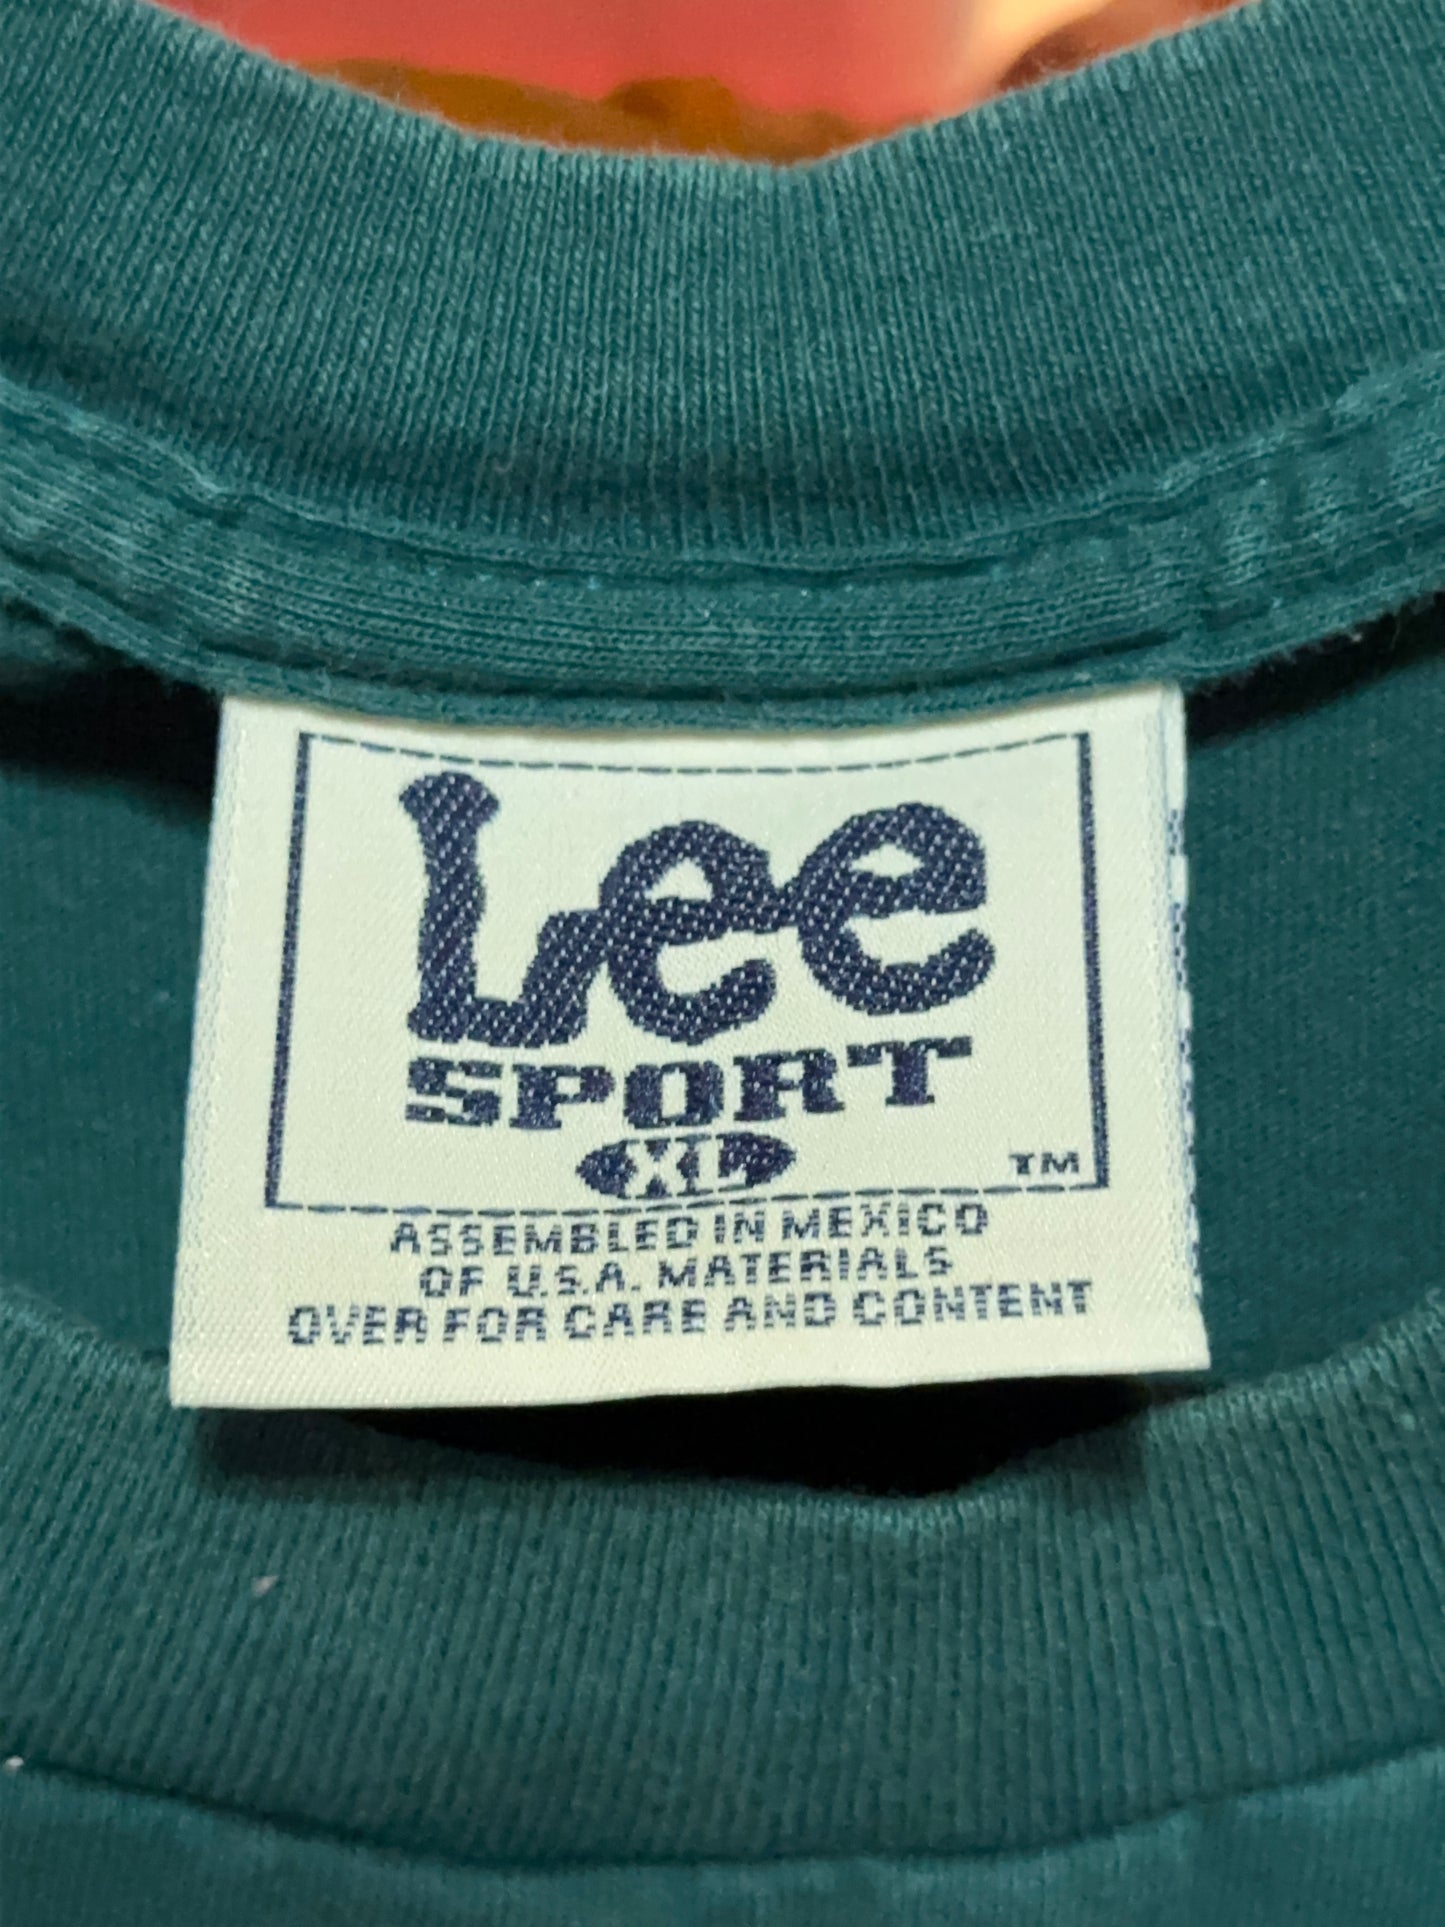 Lee
SPORT
XL
TM
ASSEMBLED IN MEXICO
OF U.S.A. MATERIALS
OVER FOR CARE AND CONTENT